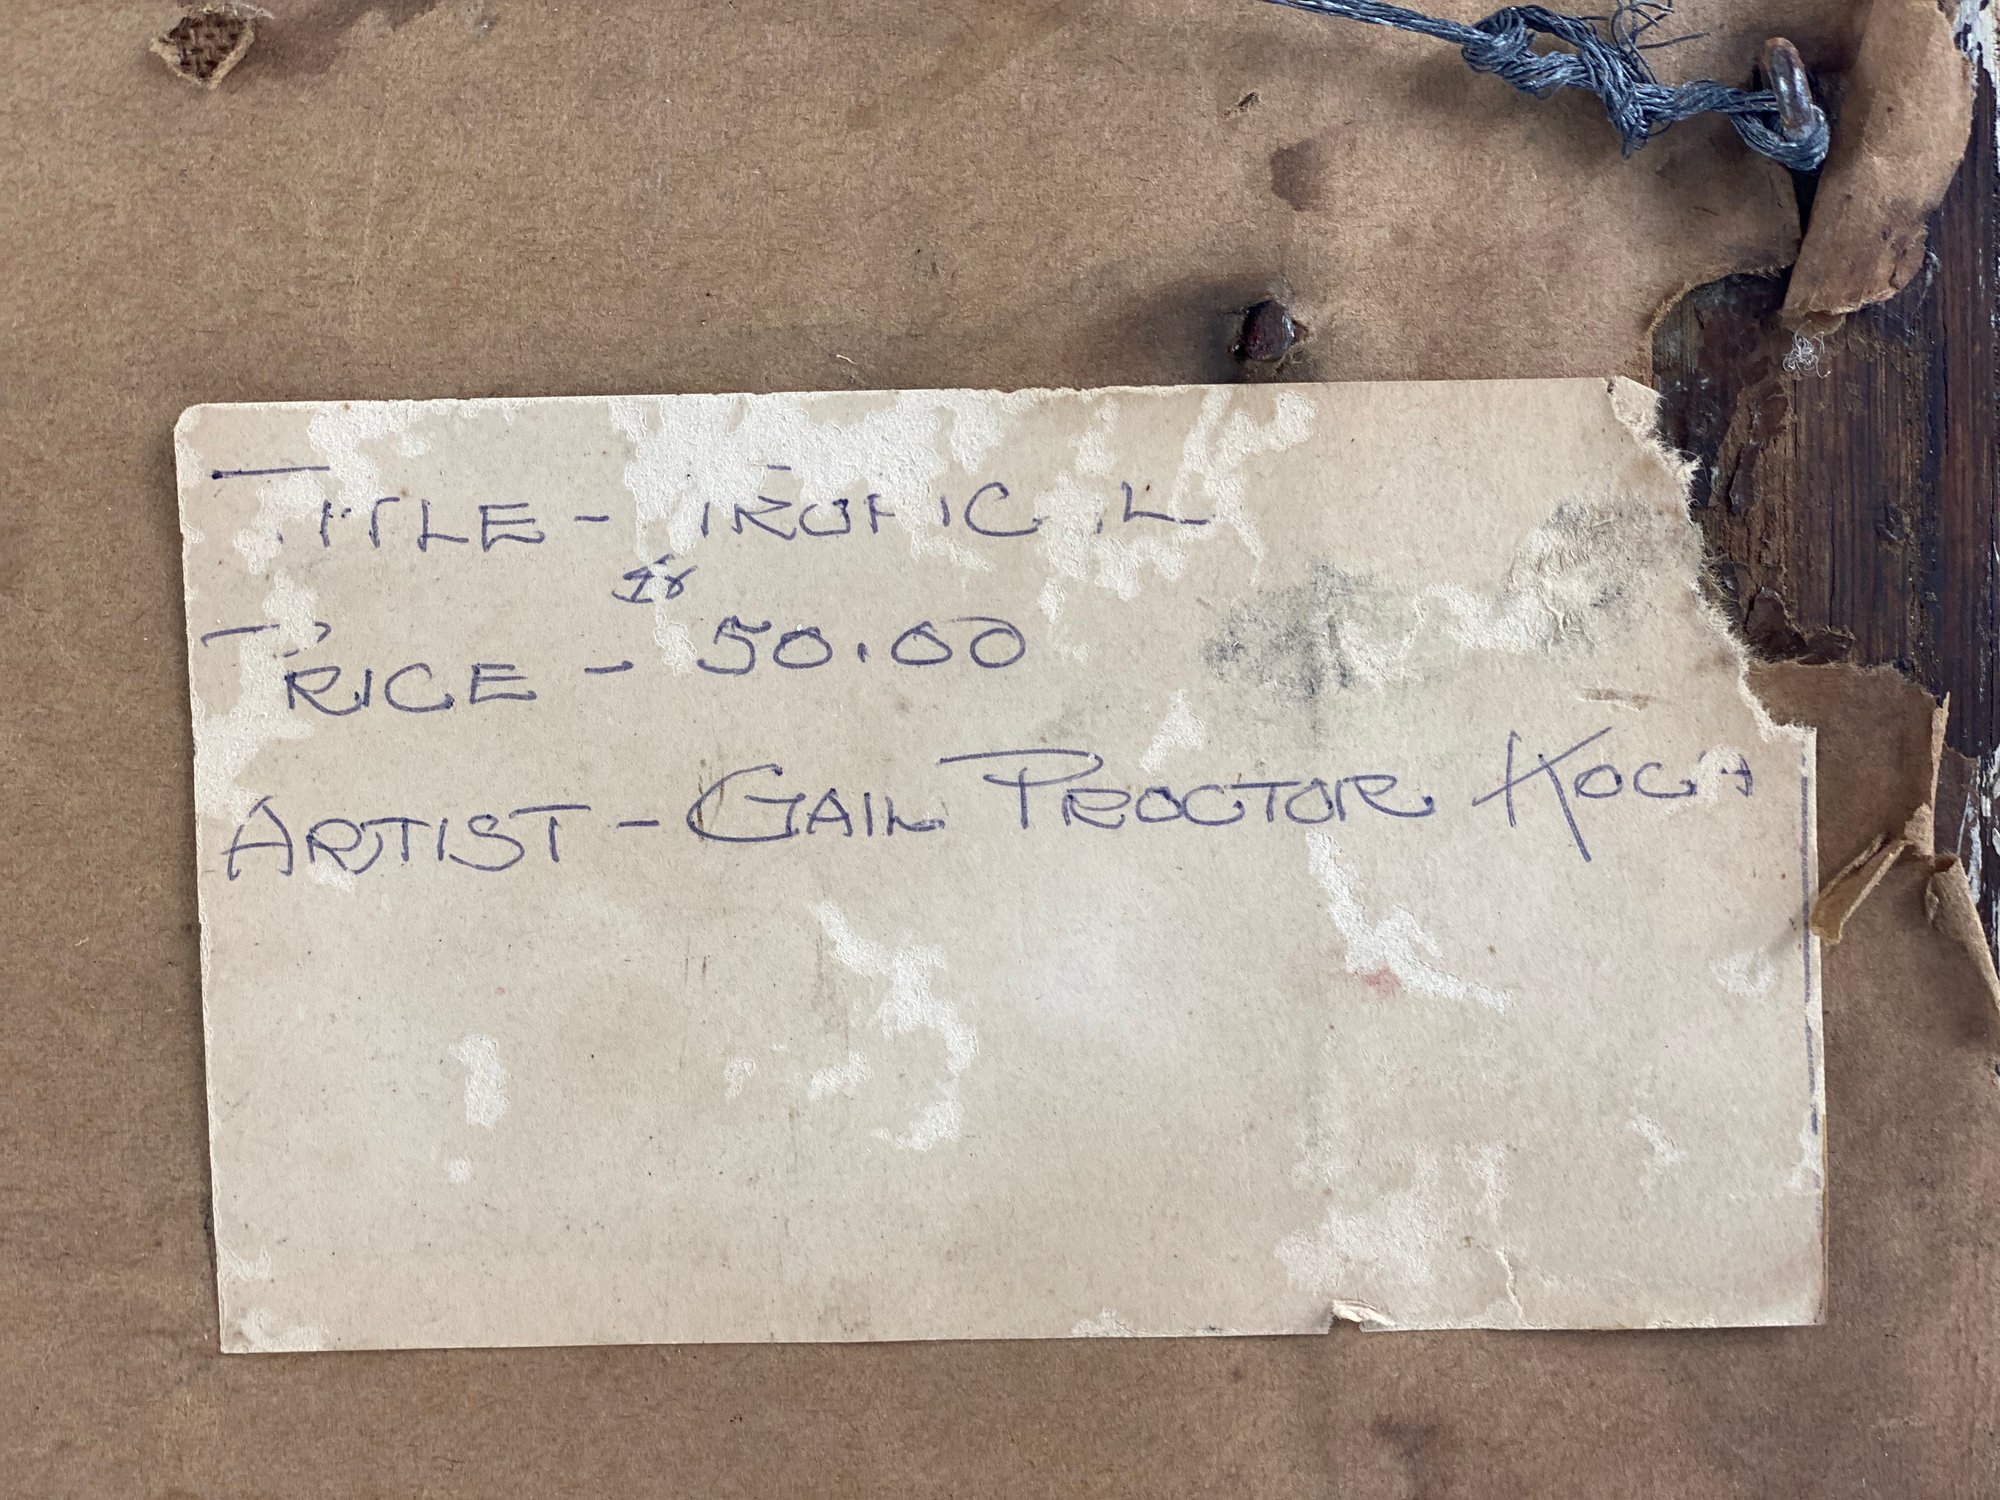 TITLE - TROPICAL
PRICE - 50.00
ARTIST - GAIL PROCTOR KOCH